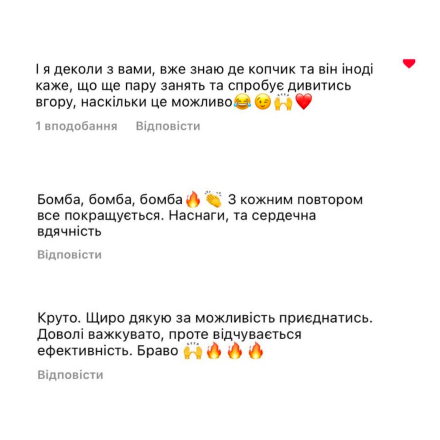 І я деколи з вами, вже знаю де копчик та він іноді
каже, що ще пару занять та спробує дивитись
вгору, наскільки це можливо😂😉🙌❤️
1 вподобання Відповісти
Бомба, бомба, бомба🔥👏 З кожним повтором
все покращується. Наснаги, та сердечна
вдячність
Відповісти
Круто. Щиро дякую за можливість приєднатись.
Доволі важкувато, проте відчувається
ефективність. Браво 🙌🔥🔥🔥
Відповісти